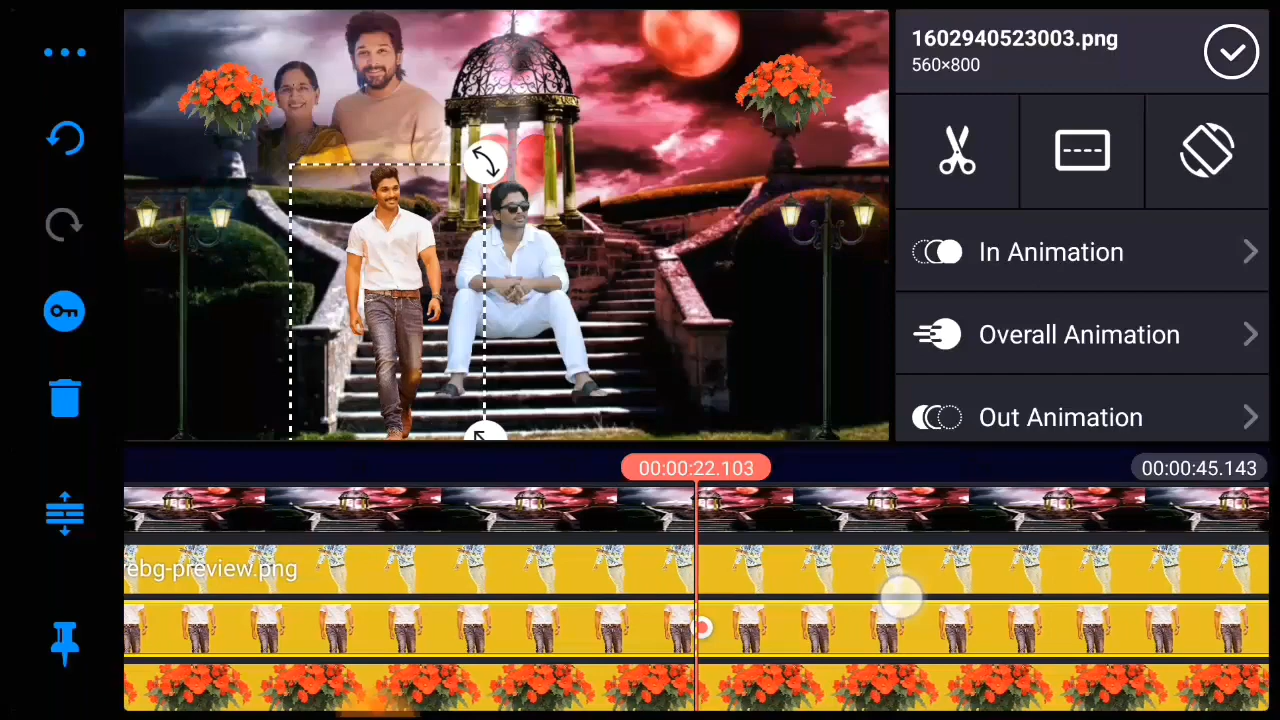 1602940523003.png
560×800
In Animation
Overall Animation
Out Animation
00:00:22.103
00:00:45.143
ebg-preview.png